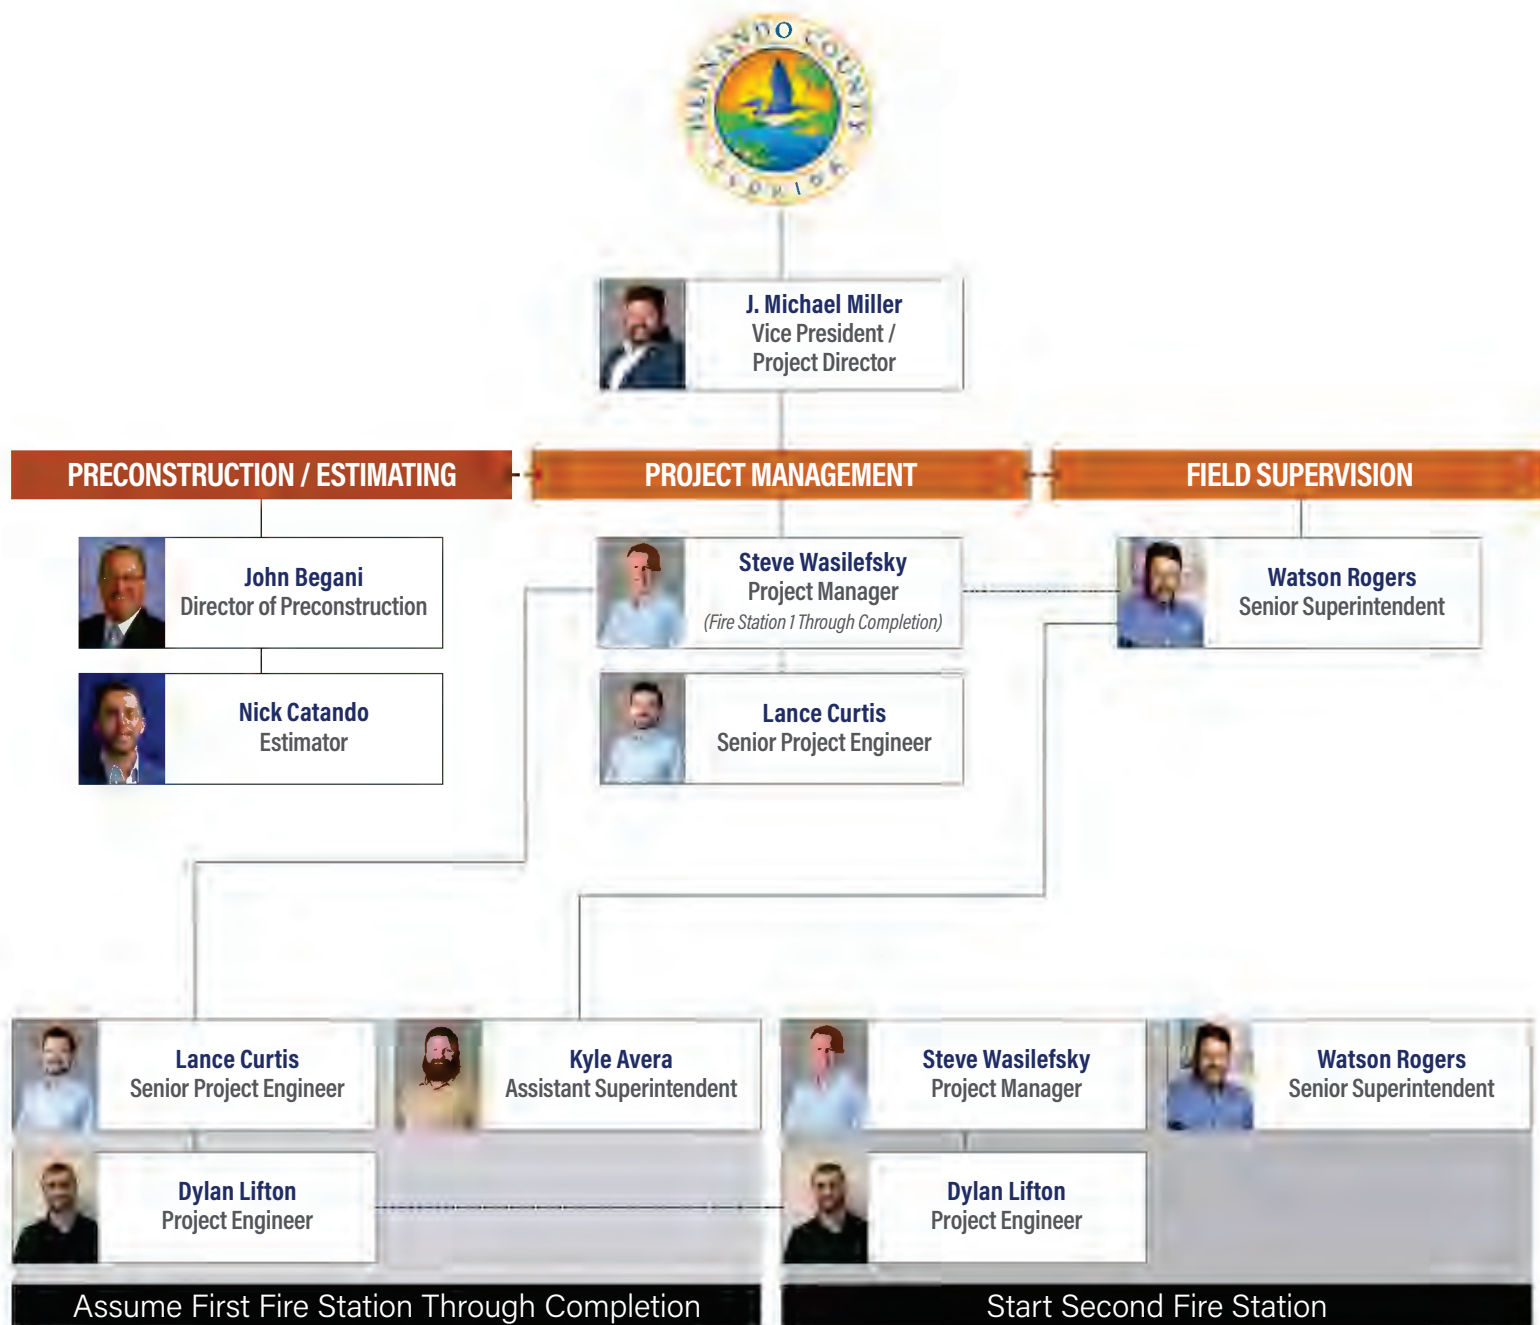 HERNANDO COUNTY
FLORIDA
J. Michael Miller
Vice President /
Project Director
PRECONSTRUCTION / ESTIMATING
PROJECT MANAGEMENT
FIELD SUPERVISION
John Begani
Director of Preconstruction
Nick Catando
Estimator
Steve Wasilefsky
Project Manager
(Fire Station 1 Through Completion)
Lance Curtis
Senior Project Engineer
Watson Rogers
Senior Superintendent
Lance Curtis
Senior Project Engineer
Kyle Avera
Assistant Superintendent
Dylan Lifton
Project Engineer
Assume First Fire Station Through Completion
Steve Wasilefsky
Project Manager
Watson Rogers
Senior Superintendent
Dylan Lifton
Project Engineer
Start Second Fire Station